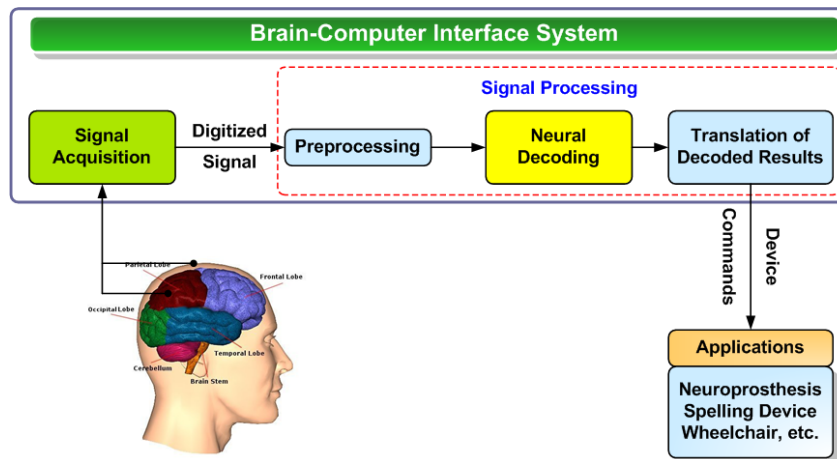 Brain-Computer Interface System
Signal Processing
Signal
Acquisition
Digitized
Signal
Preprocessing
Neural
Decoding
Translation of
Decoded Results
Device
Commands
Parietal Lobe
Frontal Lobe
Occipital Lobe
Temporal Lobe
Cerebellum
Brain Stem
Applications
Neuroprosthesis
Spelling Device
Wheelchair, etc.